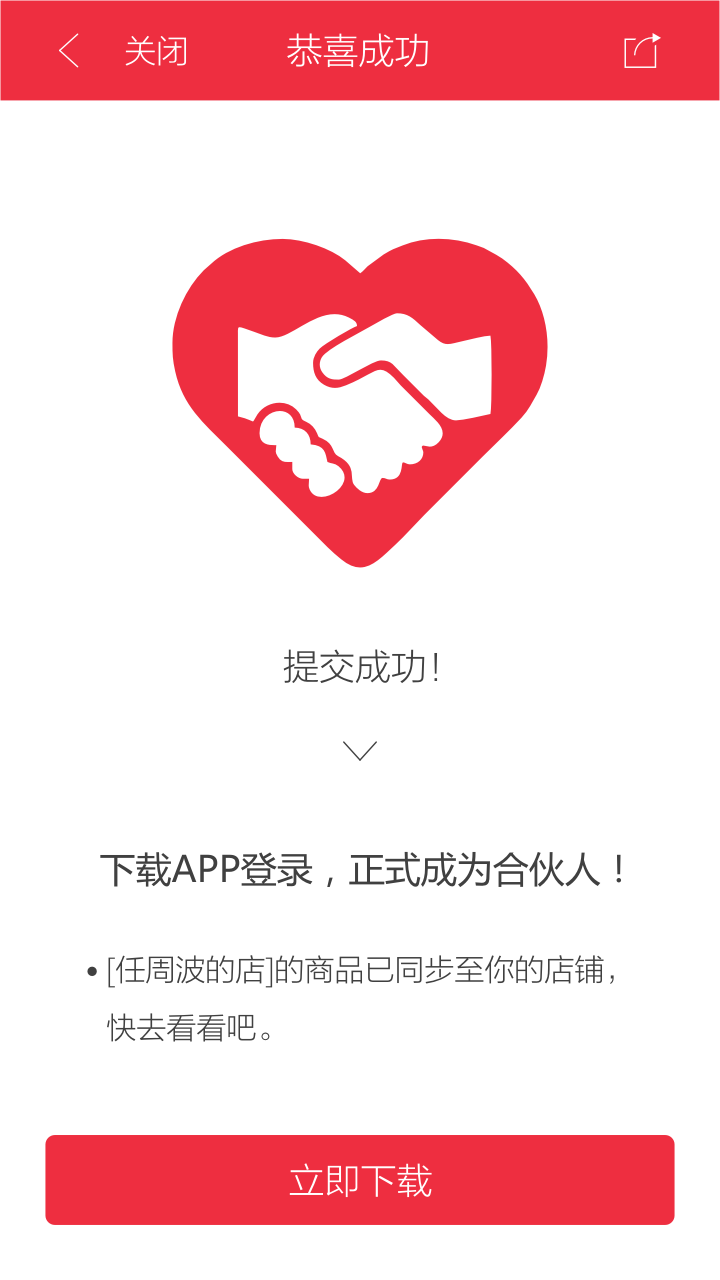 关闭 恭喜成功
提交成功！
下载APP登录，正式成为合伙人！
• [任周波的店]的商品已同步至你的店铺，
快去看看吧。
立即下载